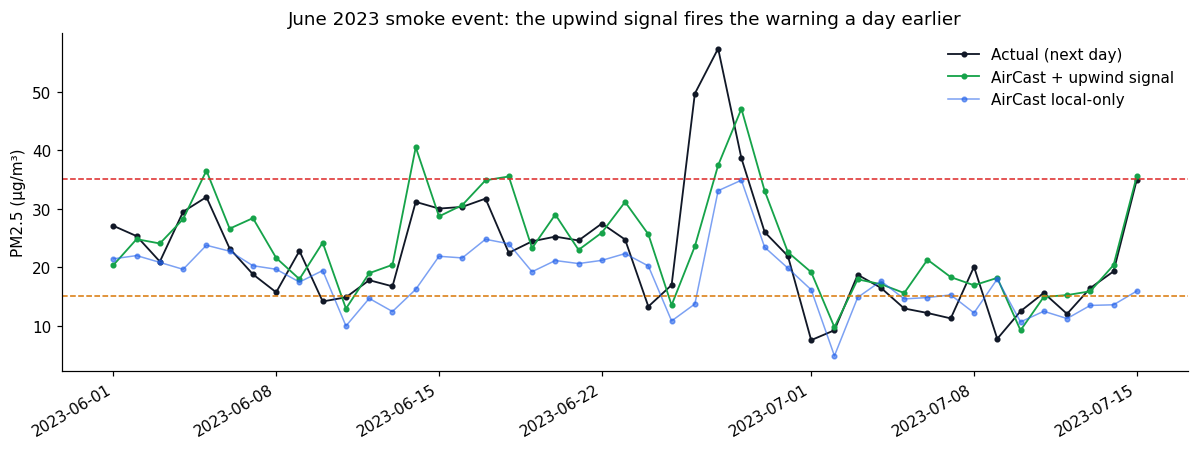 June 2023 smoke event: the upwind signal fires the warning a day earlier
Actual (next day)
AirCast + upwind signal
AirCast local-only
PM2.5 (µg/m³)
50
40
30
20
10
2023-06-01
2023-06-08
2023-06-15
2023-06-22
2023-07-01
2023-07-08
2023-07-15